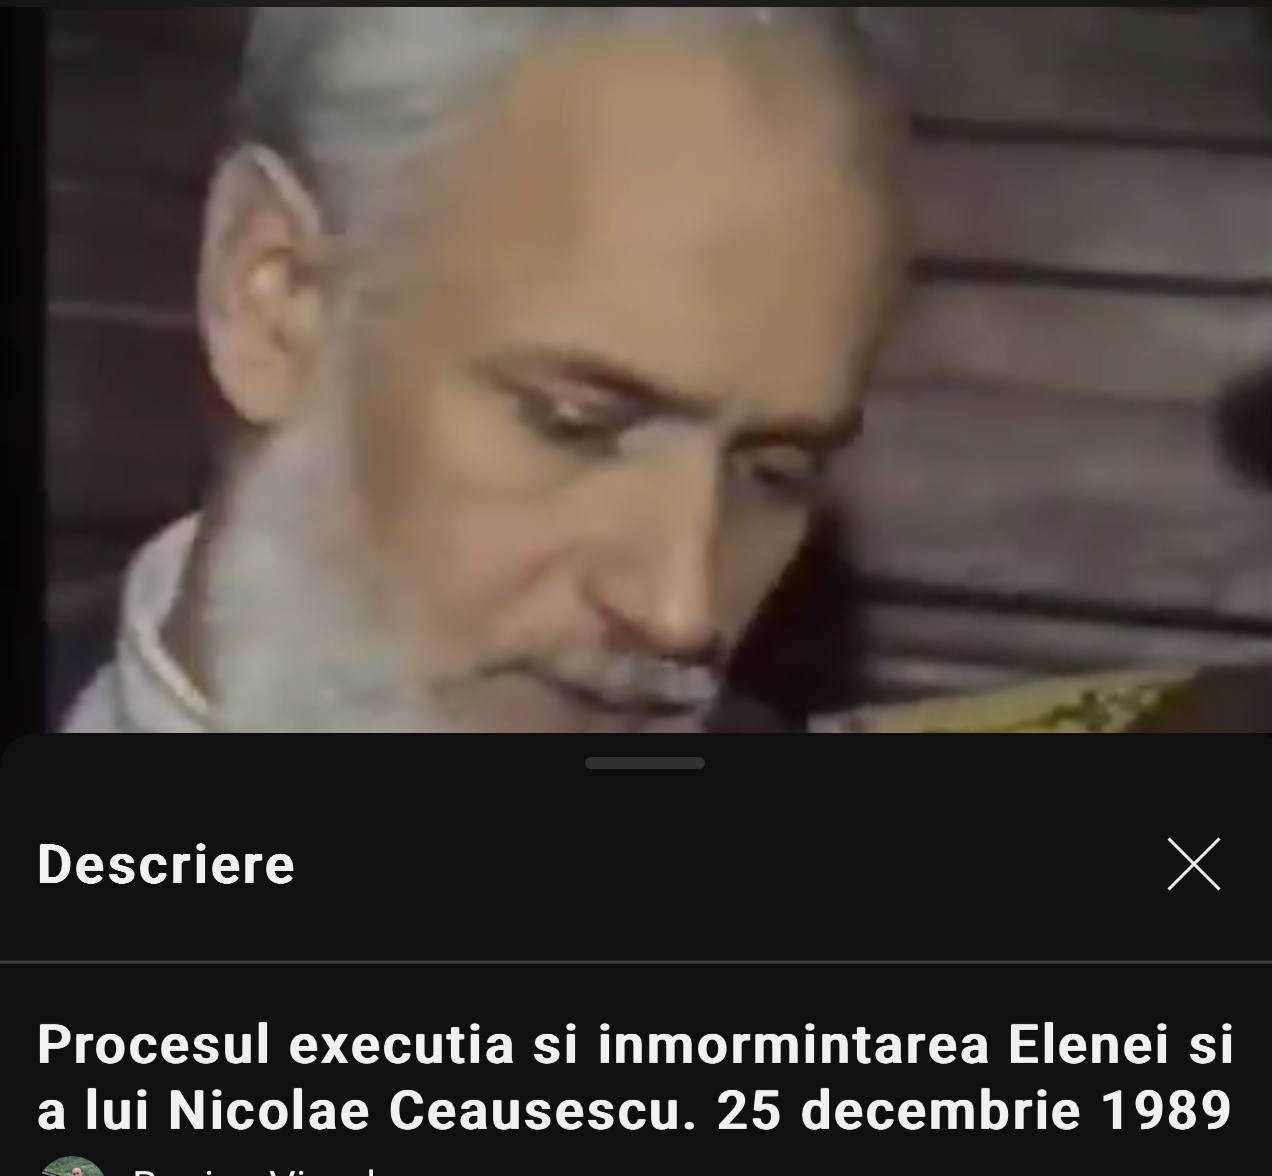 Descriere
Procesul executia si inmormintarea Elenei si
a lui Nicolae Ceausescu. 25 decembrie 1989